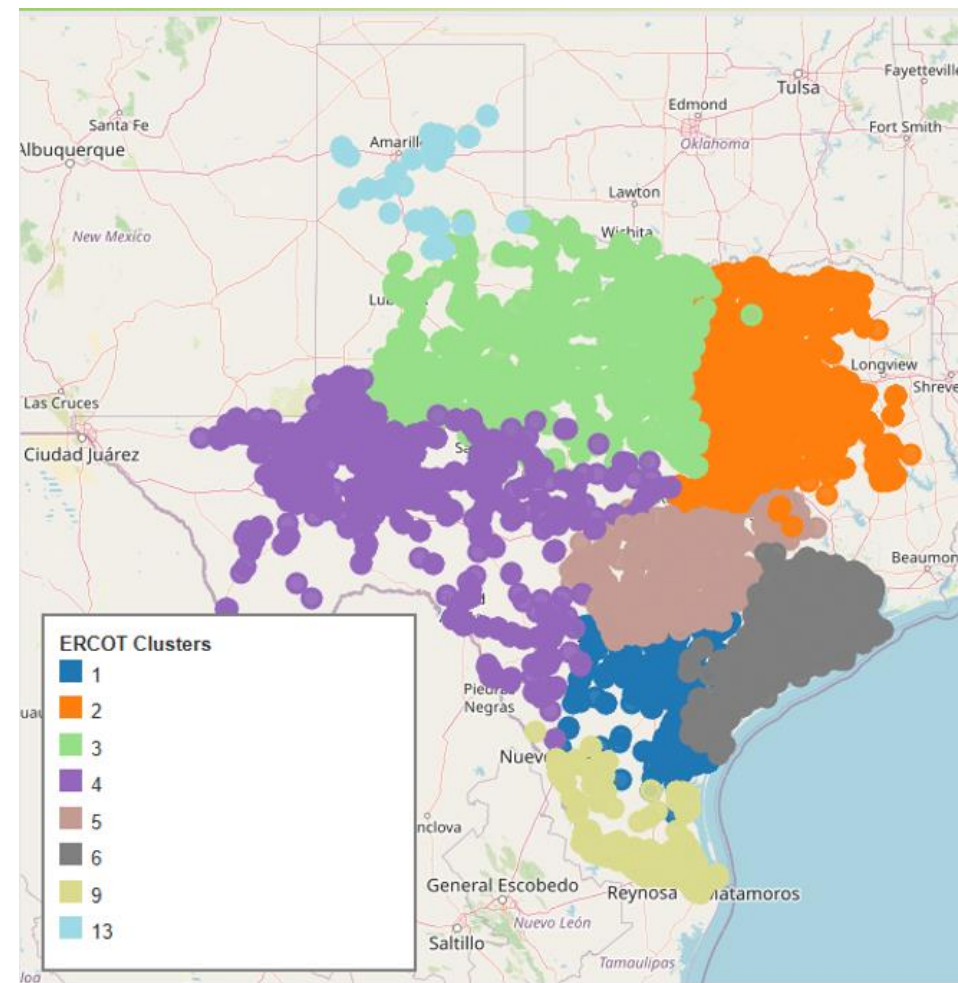 Fayetteville
Tulsa
Edmond
Santa Fe
Fort Smith
Albuquerque
Amarill
Oklahoma
Lawton
New Mexico
Wichita
Lub
Longview
Shreve
Las Cruces
Sa
Ciudad Juárez
Beaumon
ERCOT Clusters
1
2
3
4
5
6
9
13
Piedras
Negras
Nuevo
nclova
General Escobedo
Reynosa
Matamoros
Nuevo León
Saltillo
Tamaulipas